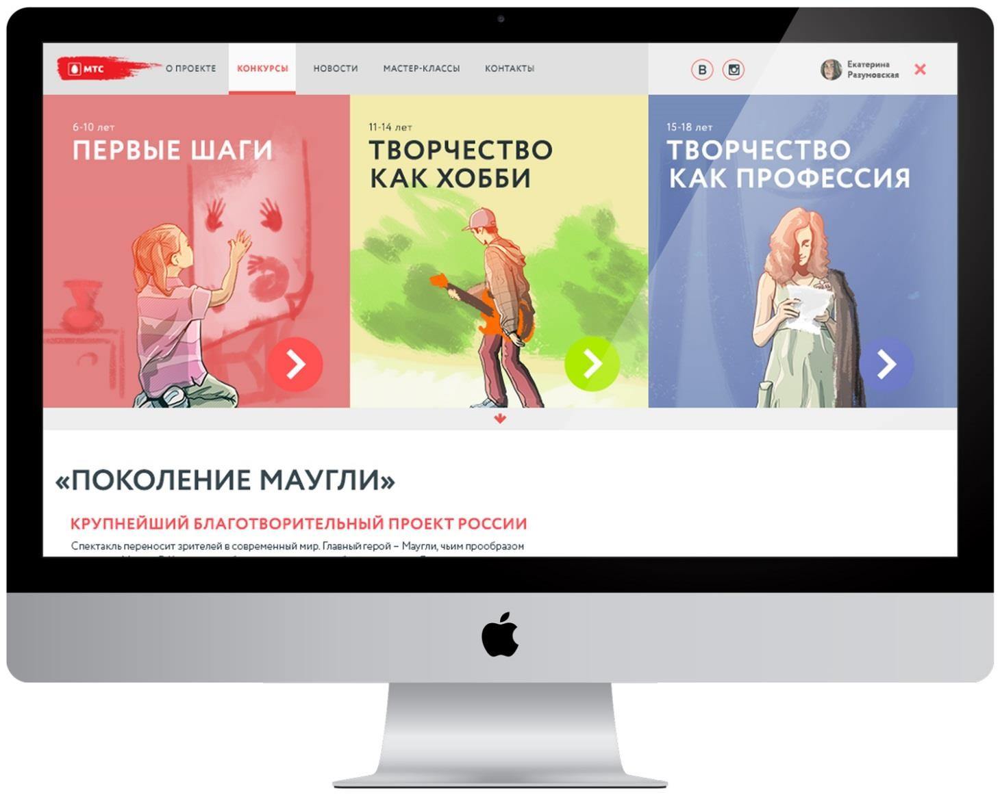 МТС
О ПРОЕКТЕ
КОНКУРСЫ
НОВОСТИ
МАСТЕР-КЛАССЫ
КОНТАКТЫ
В
Екатерина
Разумовская
6-10 лет
ПЕРВЫЕ ШАГИ
11-14 лет
ТВОРЧЕСТВО
КАК ХОББИ
15-18 лет
ТВОРЧЕСТВО
КАК ПРОФЕССИЯ
«ПОКОЛЕНИЕ МАУГЛИ»
КРУПНЕЙШИЙ БЛАГОТВОРИТЕЛЬНЫЙ ПРОЕКТ РОССИИ
Спектакль переносит зрителей в современный мир. Главный герой – Маугли, чьим прообразом